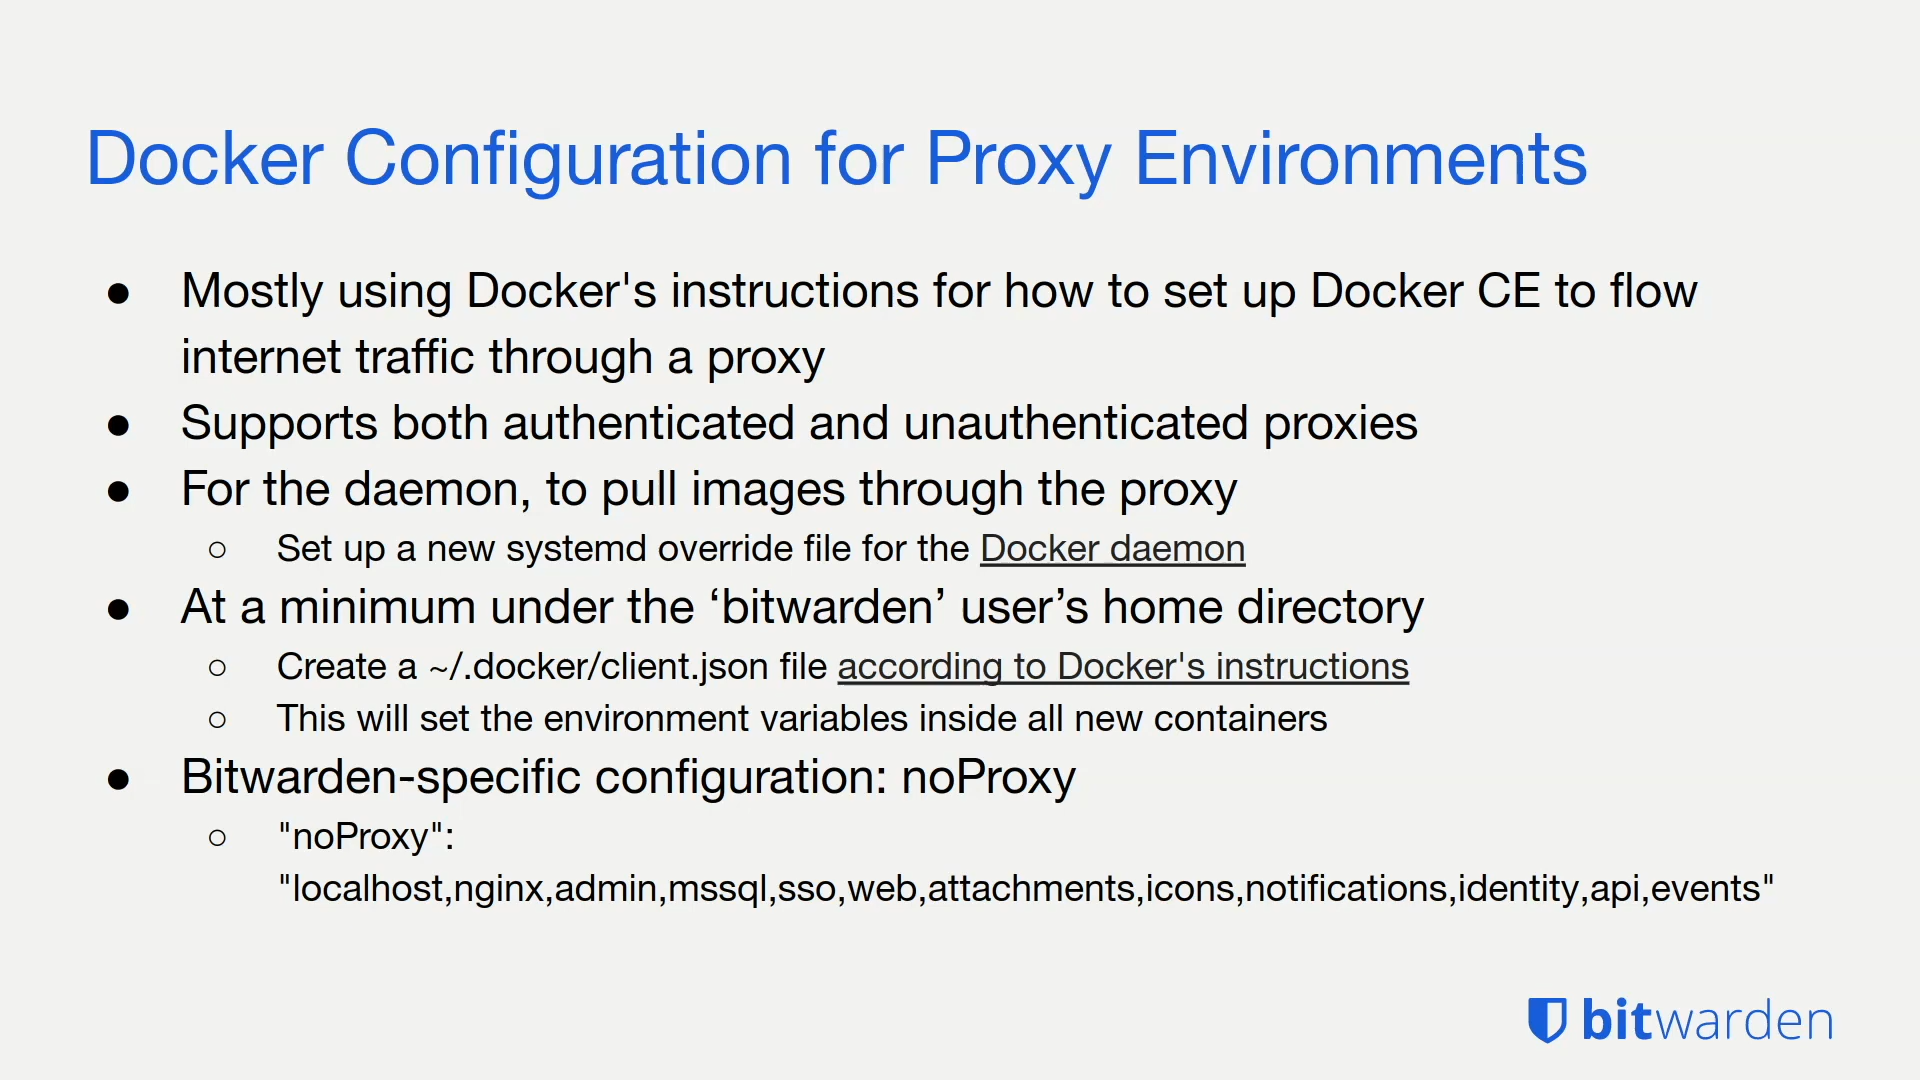 Docker Configuration for Proxy Environments
● Mostly using Docker's instructions for how to set up Docker CE to flow
internet traffic through a proxy
● Supports both authenticated and unauthenticated proxies
● For the daemon, to pull images through the proxy
○ Set up a new systemd override file for the Docker daemon
● At a minimum under the ‘bitwarden’ user’s home directory
○ Create a ~/.docker/client.json file according to Docker's instructions
○ This will set the environment variables inside all new containers
● Bitwarden-specific configuration: noProxy
○ "noProxy":
"localhost,nginx,admin,mssql,sso,web,attachments,icons,notifications,identity,api,events"
bitwarden